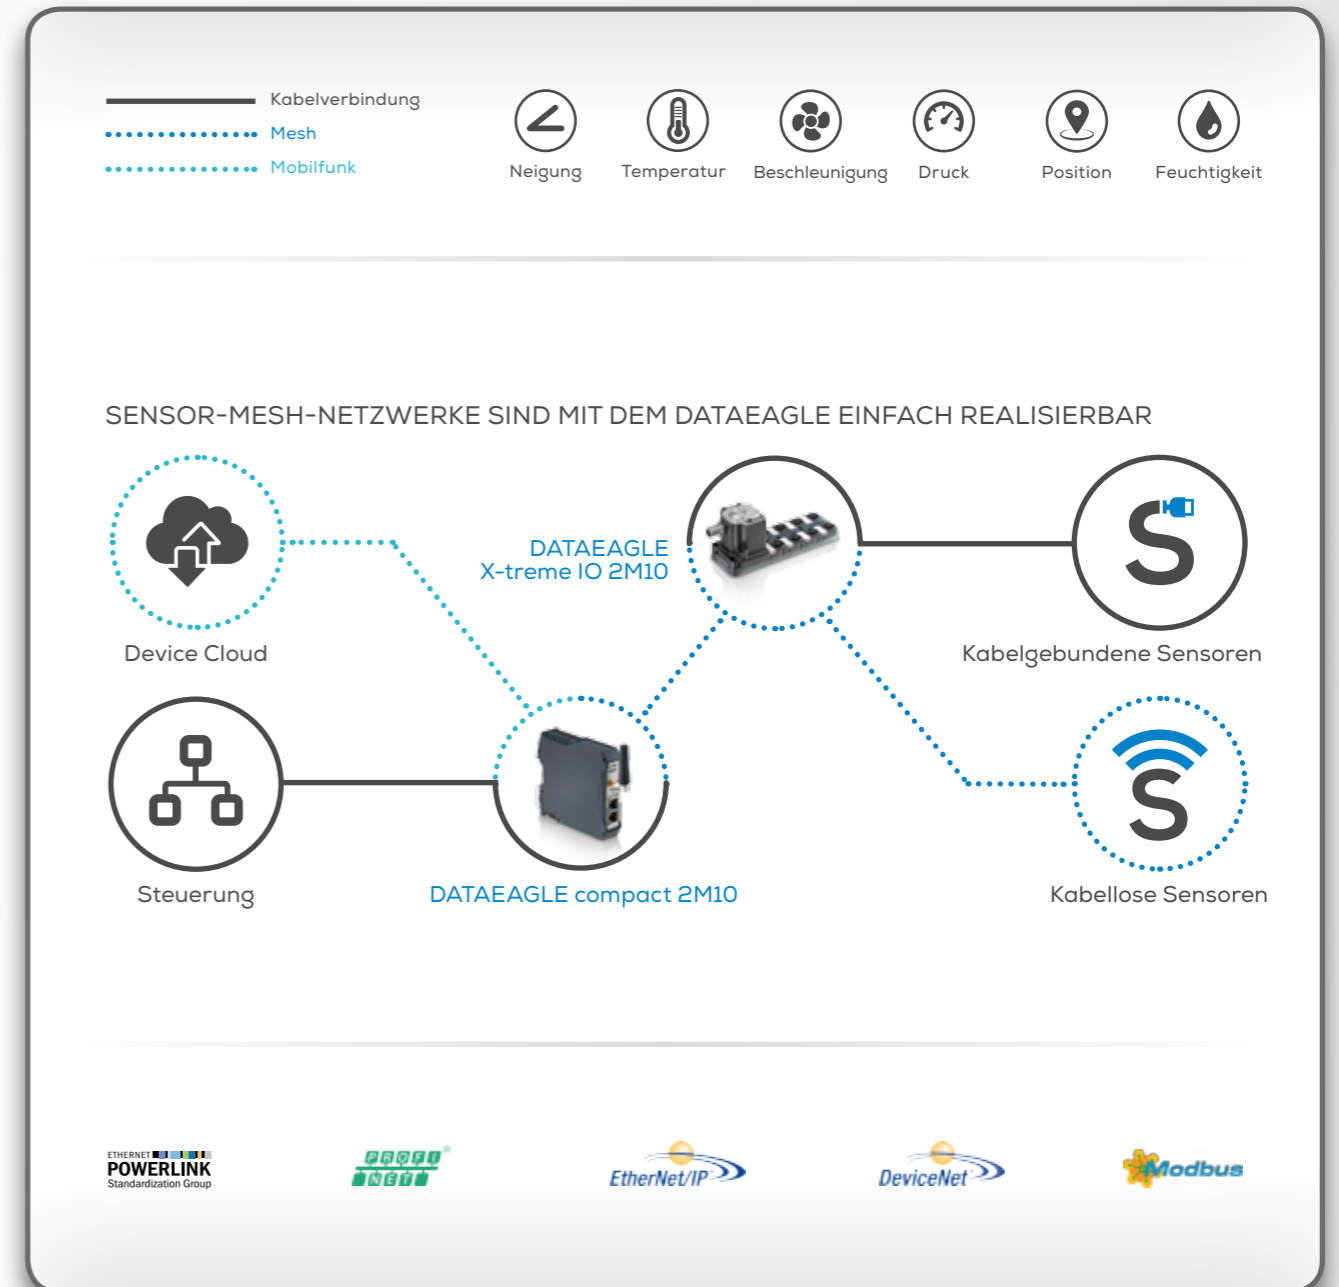 Kabelverbindung
Mesh
Mobilfunk
Neigung
Temperatur
Beschleunigung
Druck
Position
Feuchtigkeit
SENSOR-MESH-NETZWERKE SIND MIT DEM DATAEAGLE EINFACH REALISIERBAR
DATAEAGLE
X-treme IO 2M10
S
Device Cloud
Kabelgebundene Sensoren
S
Steuerung
DATAEAGLE compact 2M10
Kabellose Sensoren
ETHERNET
POWERLINK
Standardization Group
PROFI
NET
®
EtherNet/IP
DeviceNet
Modbus